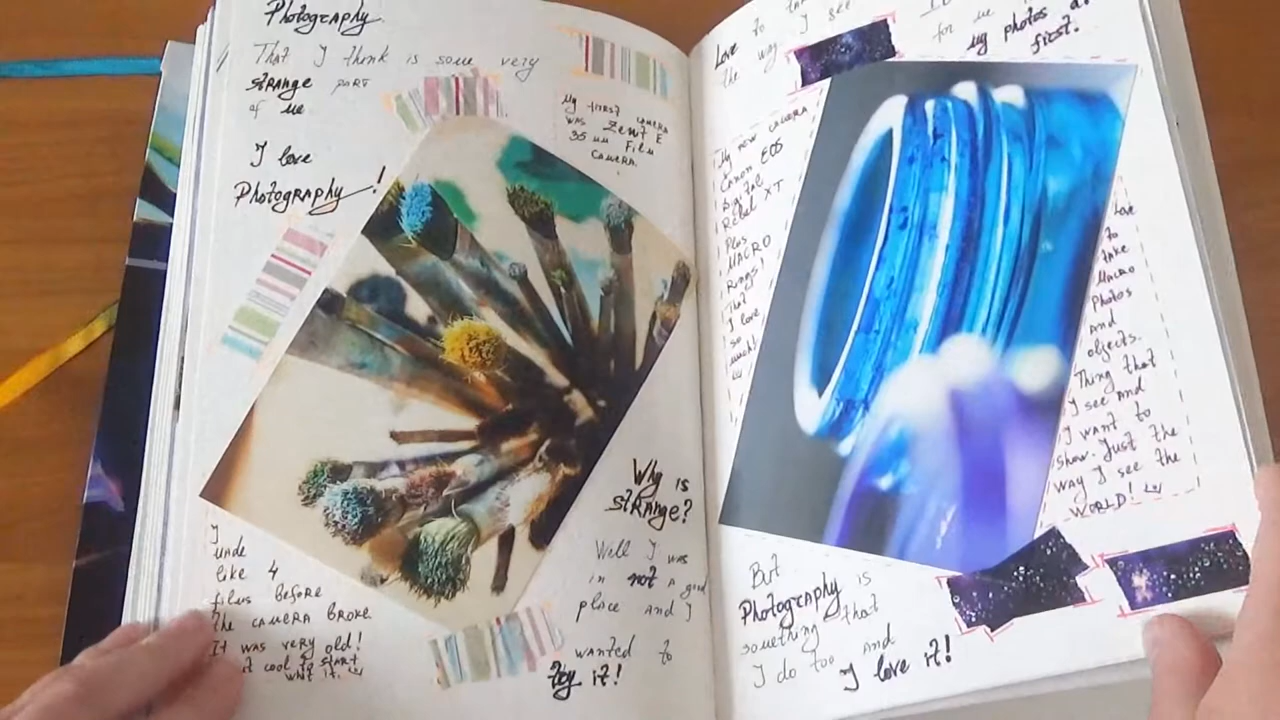 Photography
That I think is some very
strange part
of me
I love
Photography!
My first camera
was Zenit E
35 mm Film
camera.
I
unde
like 4
films before
the camera broke
It was very old!
cool to start
with it.
Why is
strange?
Well I was
in not a good
place and I
wanted to
try it!
Love to take
the way I see
for me
my photos at
first.
My new camera
Canon EOS
Digital
Rebel XT
Plus
MACRO
Rings!
That
I love
so
much!
Love
to
take
Macro
Photos
and
objects.
Thing that
I see and
I want to
show. Just the
way I see the
WORLD!
But
Photography is
something that
I do too and
I love it!